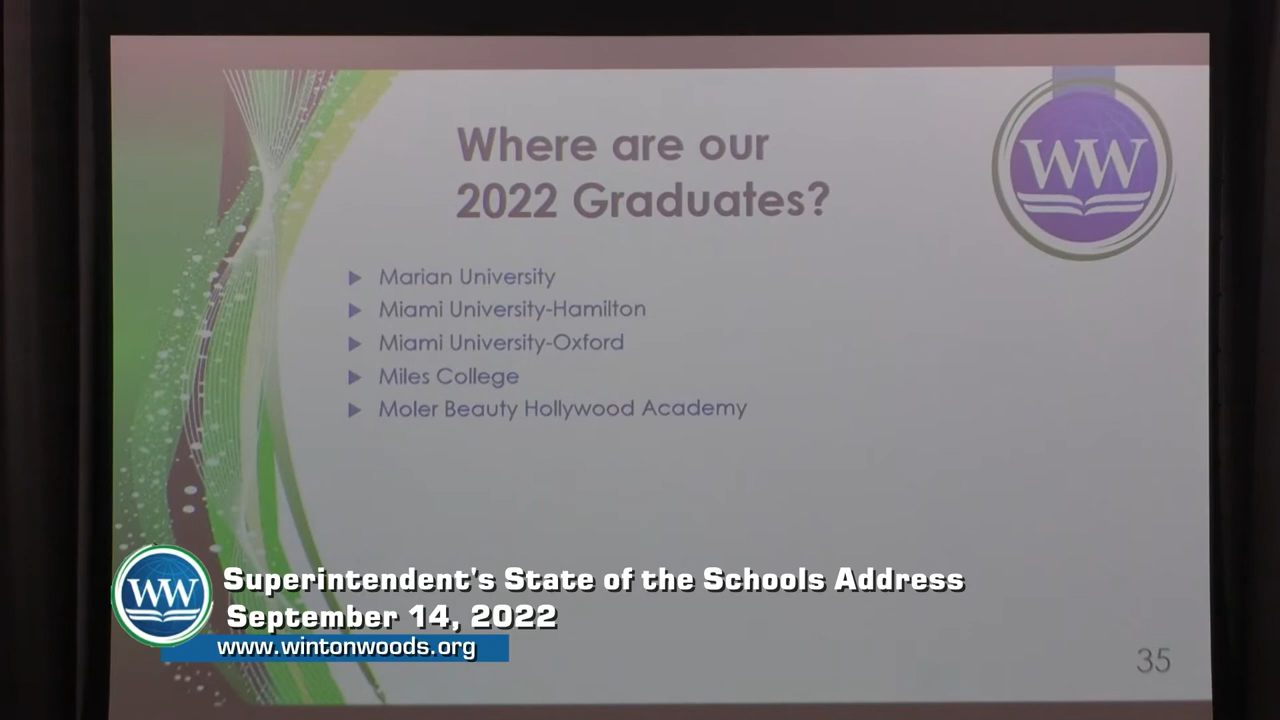 Where are our
2022 Graduates?
WW
Marian University
Miami University-Hamilton
Miami University-Oxford
Miles College
Moler Beauty Hollywood Academy
WW
Superintendent's State of the Schools Address
September 14, 2022
www.wintonwoods.org
35